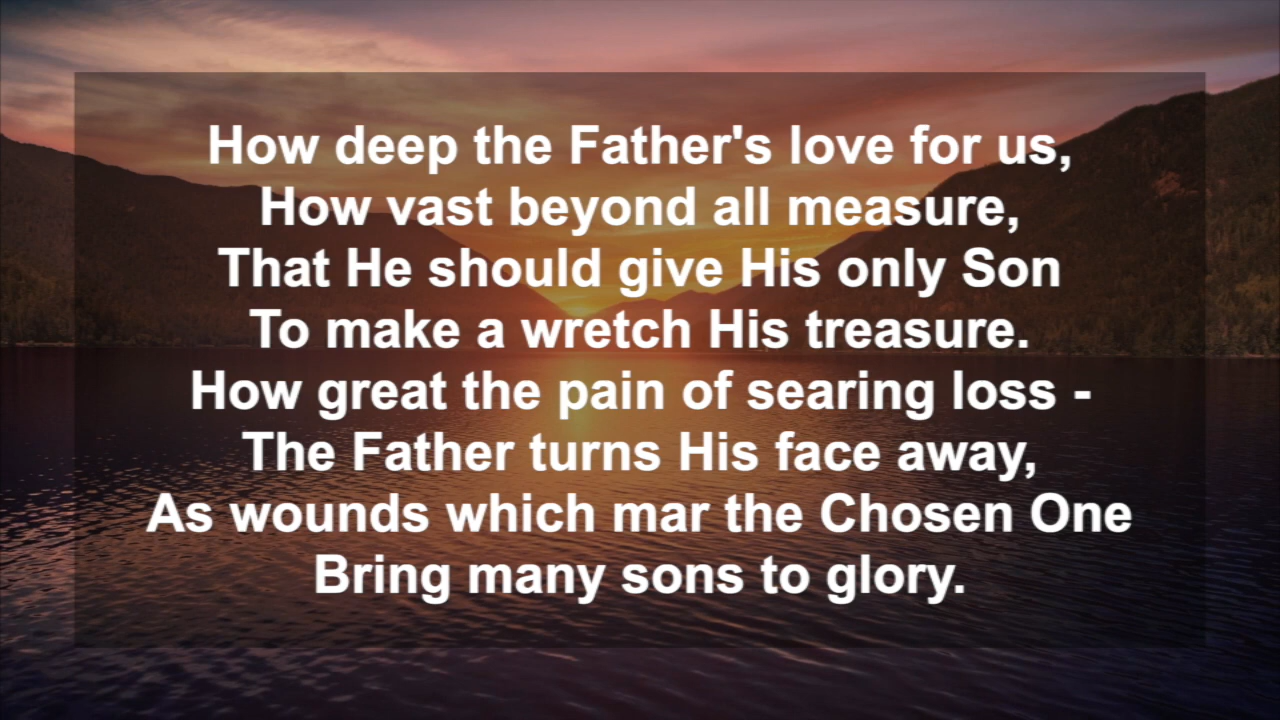 How deep the Father's love for us,
How vast beyond all measure,
That He should give His only Son
To make a wretch His treasure.
How great the pain of searing loss -
The Father turns His face away,
As wounds which mar the Chosen One
Bring many sons to glory.